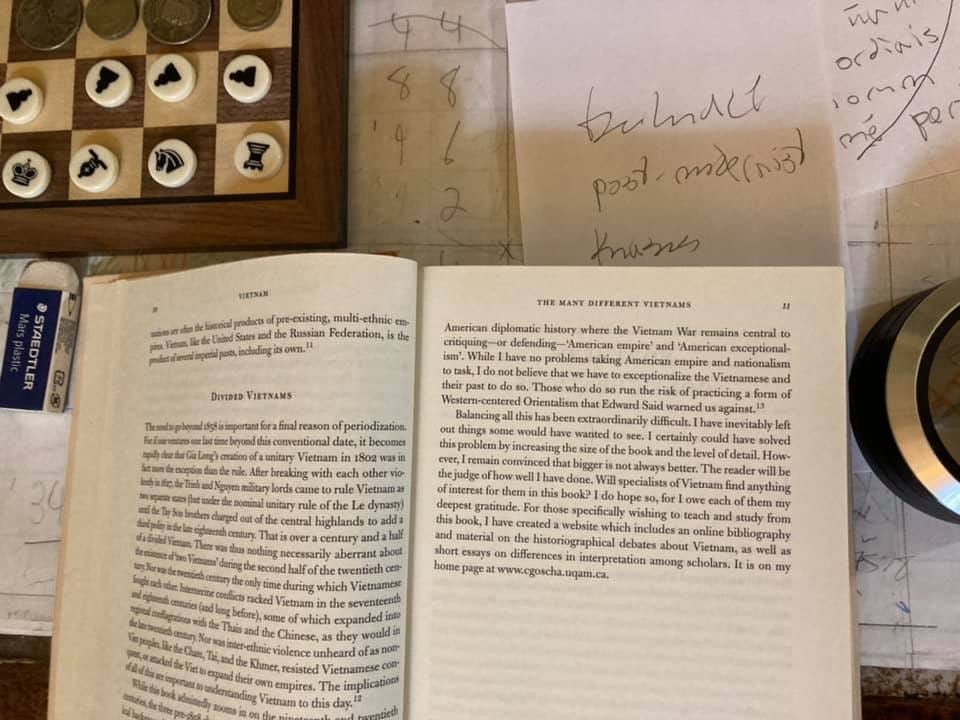 4 4
8 8
9 6
2
x
post-modernist
ordinis
STAEDTLER
Mars plastic
VIETNAM
nations are often the historical products of pre-existing, multi-ethnic em-
pires. Vietnam, like the United States and the Russian Federation, is the
product of several imperial pasts, including its own.11
DIVIDED VIETNAMS
The need to go beyond 1858 is important for a final reason of periodization.
For if one ventures one last time beyond this conventional date, it becomes
rapidly clear that Gia Long's creation of a unitary Vietnam in 1802 was in
fact more the exception than the rule. After breaking with each other vio-
lently in 1627, the Trinh and Nguyen military lords came to rule Vietnam as
two separate states (but under the nominal unitary rule of the Le dynasty)
until the Tay Son brothers charged out of the central highlands to add a
third polity in the late eighteenth century. That is over a century and a half
of a divided Vietnam. There was thus nothing necessarily aberrant about
the existence of 'two Vietnams' during the second half of the twentieth cen-
tury. Nor was the twentieth century the only time during which Vietnamese
fought each other. Internecine conflicts racked Vietnam in the seventeenth
and eighteenth centuries (and long before), some of which expanded into
regional conflagrations with the Thais and the Chinese, as they would in
the late twentieth century. Nor was inter-ethnic violence unheard of as non-
Viet peoples, like the Cham, Tai, and the Khmer, resisted Vietnamese con-
quest, or attacked the Viet to expand their own empires. The implications
of all of this are important to understanding Vietnam to this day.12
While this book admittedly zooms in on the nineteenth and twentieth
centuries, the three pre-1858
THE MANY DIFFERENT VIETNAMS 11
American diplomatic history where the Vietnam War remains central to
critiquing—or defending—'American empire' and 'American exceptional-
ism'. While I have no problems taking American empire and nationalism
to task, I do not believe that we have to exceptionalize the Vietnamese and
their past to do so. Those who do so run the risk of practicing a form of
Western-centered Orientalism that Edward Said warned us against.13
Balancing all this has been extraordinarily difficult. I have inevitably left
out things some would have wanted to see. I certainly could have solved
this problem by increasing the size of the book and the level of detail. How-
ever, I remain convinced that bigger is not always better. The reader will be
the judge of how well I have done. Will specialists of Vietnam find anything
of interest for them in this book? I do hope so, for I owe each of them my
deepest gratitude. For those specifically wishing to teach and study from
this book, I have created a website which includes an online bibliography
and material on the historiographical debates about Vietnam, as well as
short essays on differences in interpretation among scholars. It is on my
home page at www.cgoscha.uqam.ca.